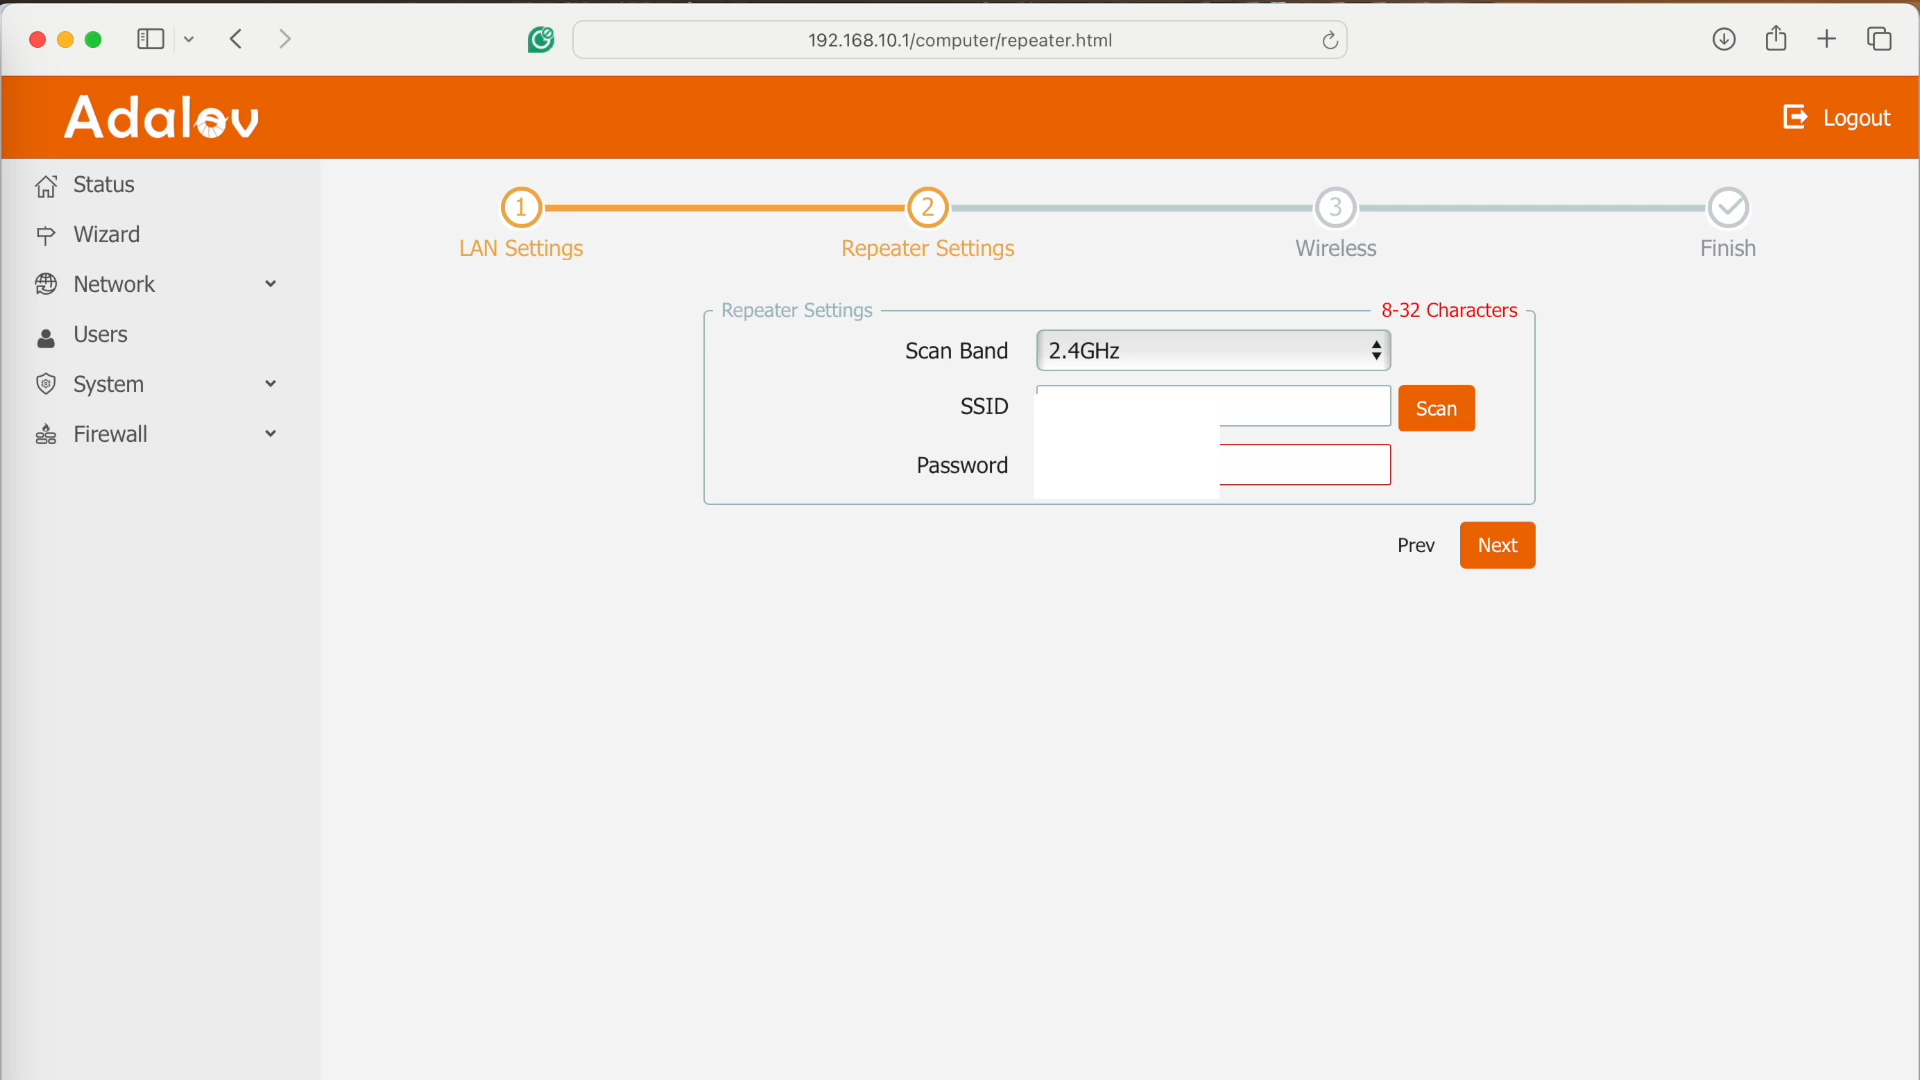 192.168.10.1/computer/repeater.html
Adalov
Logout
Status
Wizard
Network
Users
System
Firewall
1
2
3
LAN Settings
Repeater Settings
Wireless
Finish
Repeater Settings
8-32 Characters
Scan Band
2.4GHz
SSID
Scan
Password
Prev
Next